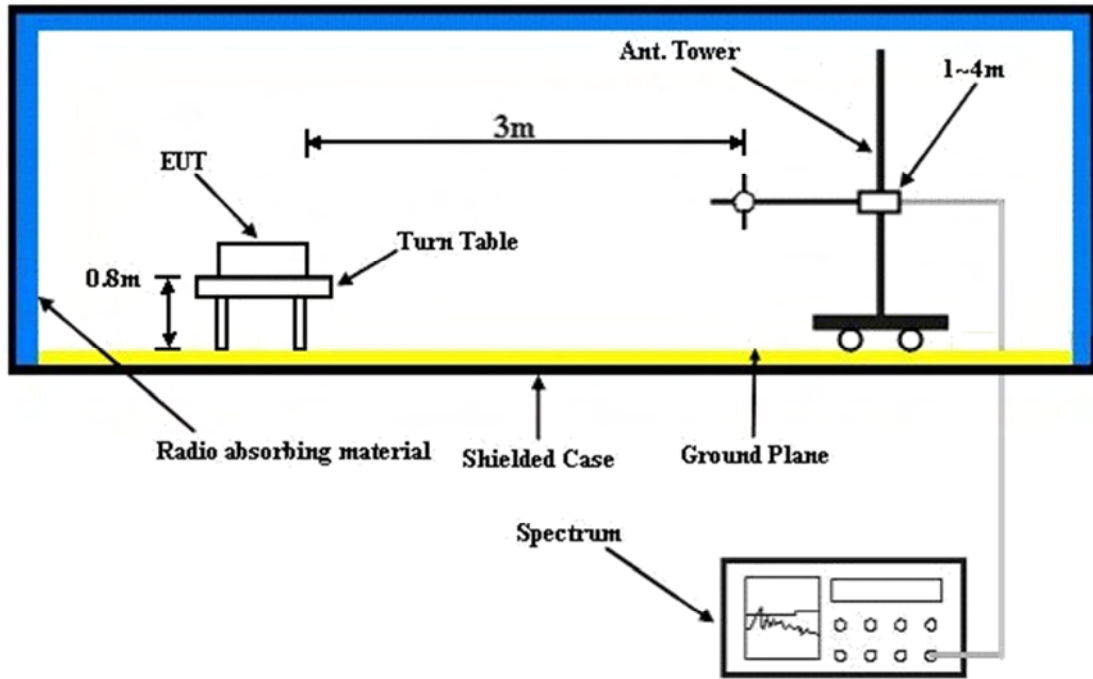 Ant. Tower
1~4m
3m
EUT
Turn Table
0.8m
Radio absorbing material
Shielded Case
Ground Plane
Spectrum